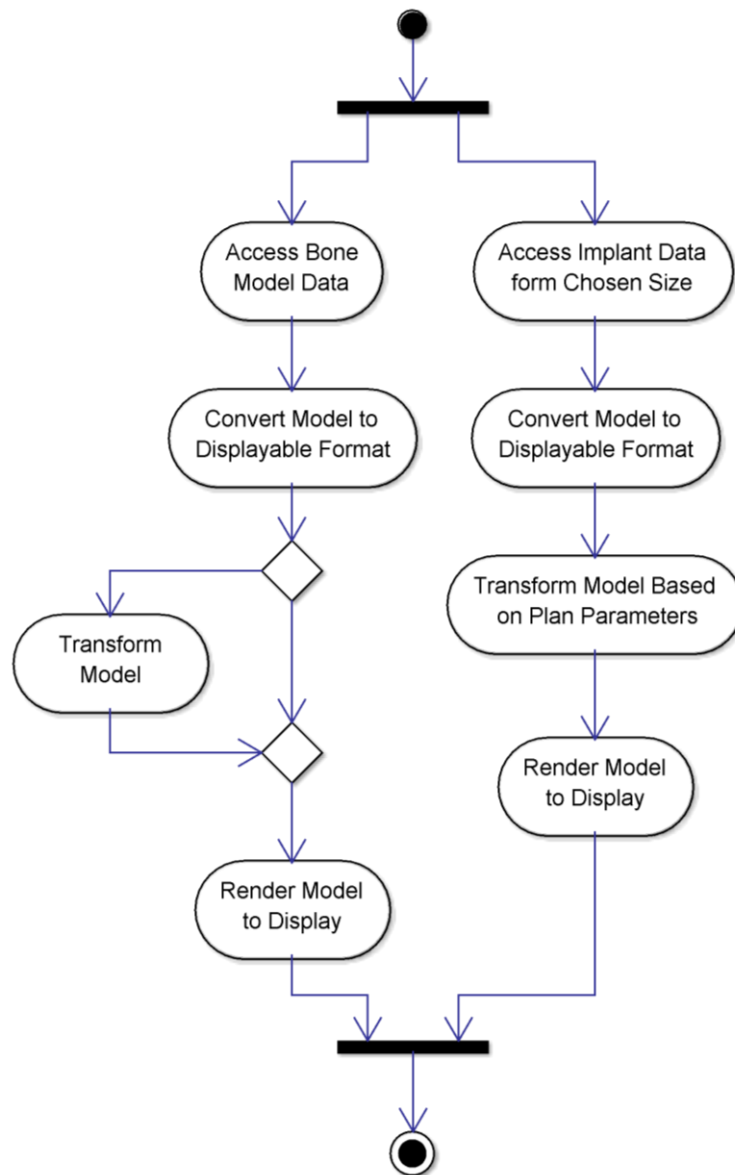 Access Bone
Model Data
Access Implant Data
form Chosen Size
Convert Model to
Displayable Format
Convert Model to
Displayable Format
Transform
Model
Transform Model Based
on Plan Parameters
Render Model
to Display
Render Model
to Display